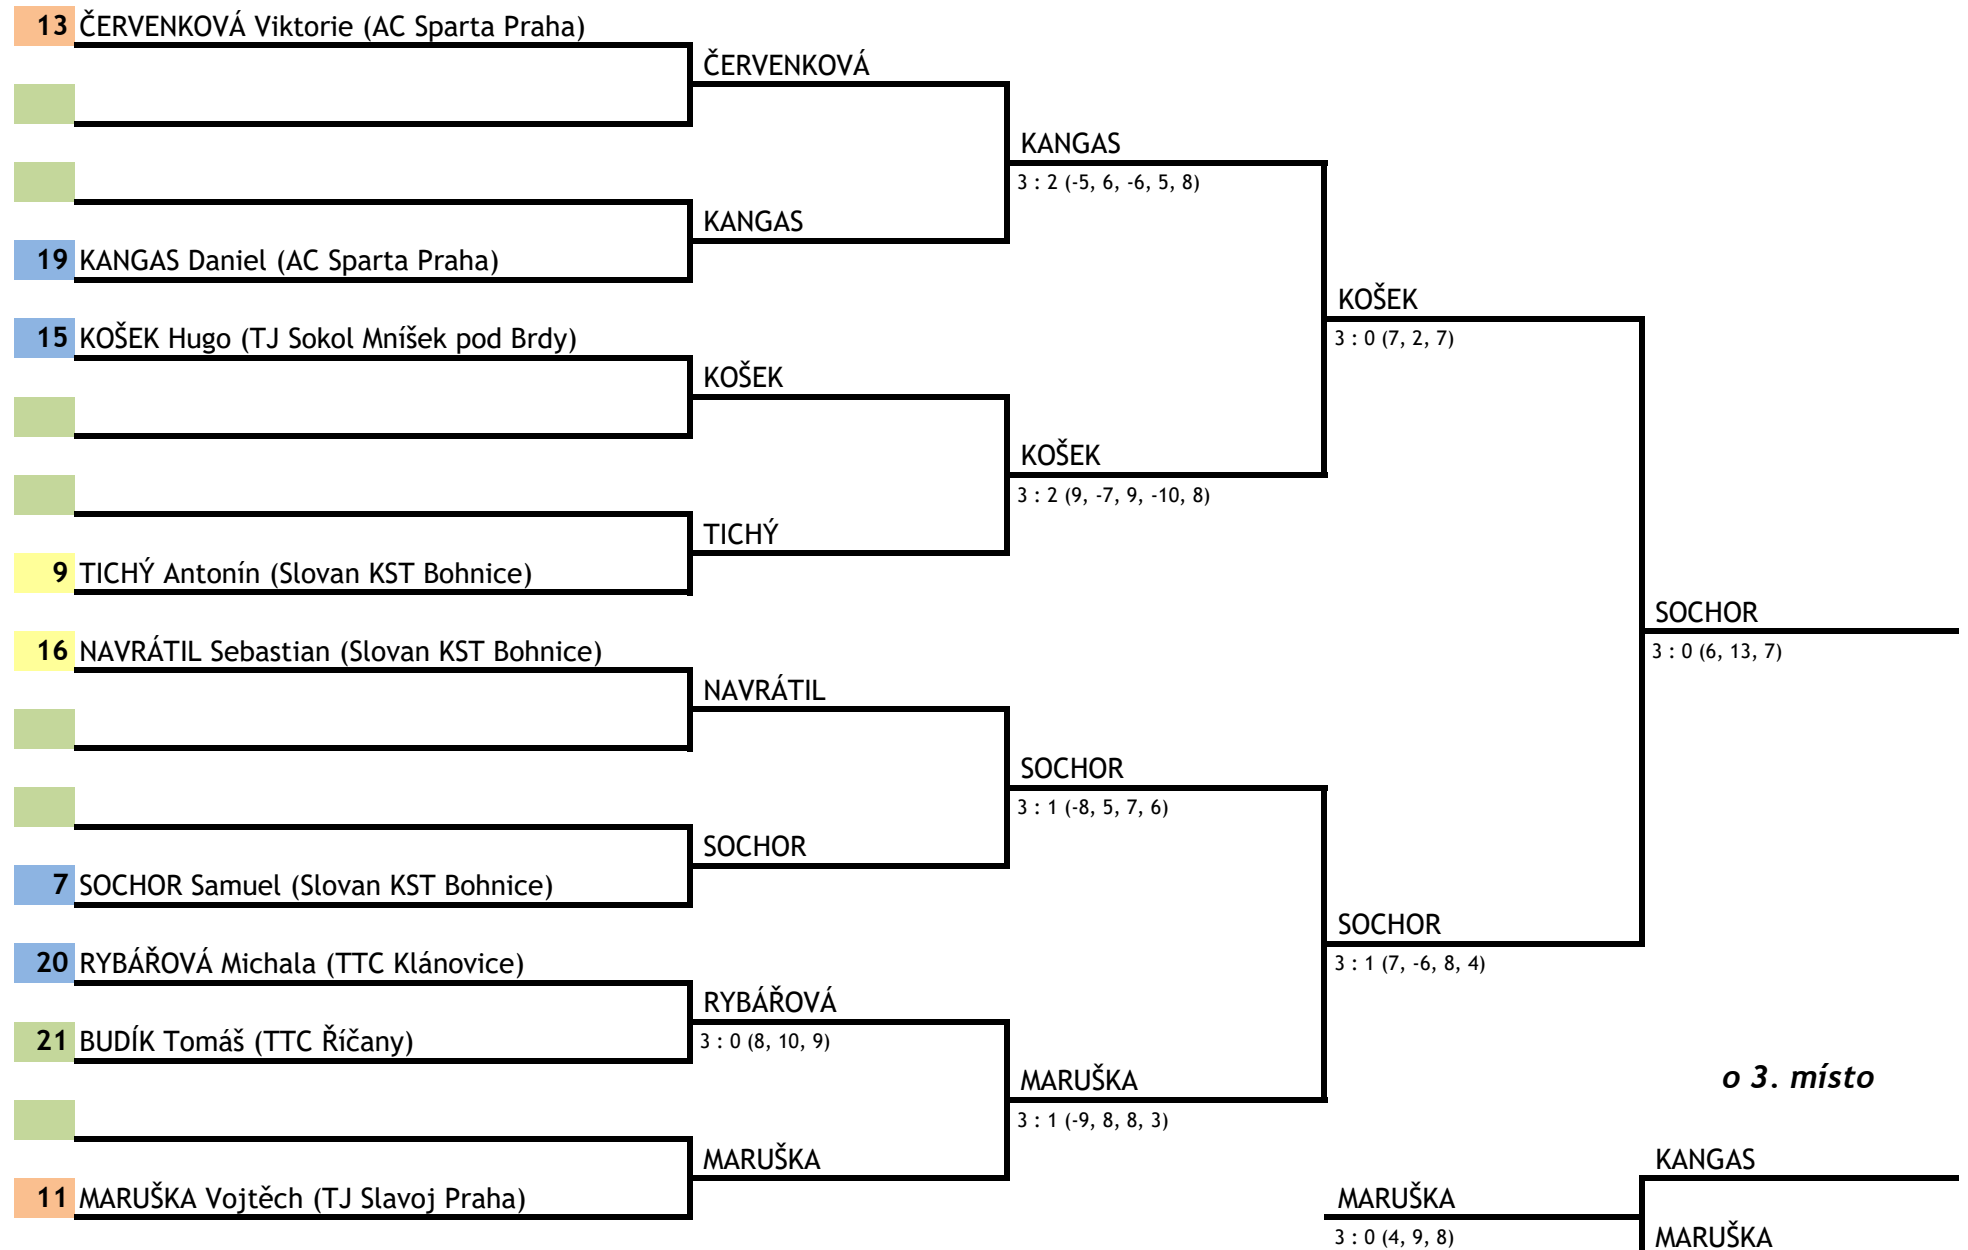 13 ČERVENKOVÁ Viktorie (AC Sparta Praha)
ČERVENKOVÁ
KANGAS
3 : 2 (-5, 6, -6, 5, 8)
KANGAS
19 KANGAS Daniel (AC Sparta Praha)
KOŠEK
3 : 0 (7, 2, 7)
15 KOŠEK Hugo (TJ Sokol Mníšek pod Brdy)
KOŠEK
KOŠEK
3 : 2 (9, -7, 9, -10, 8)
TICHÝ
9 TICHÝ Antonín (Slovan KST Bohnice)
SOCHOR
3 : 0 (6, 13, 7)
16 NAVRÁTIL Sebastian (Slovan KST Bohnice)
NAVRÁTIL
SOCHOR
3 : 1 (-8, 5, 7, 6)
SOCHOR
7 SOCHOR Samuel (Slovan KST Bohnice)
SOCHOR
3 : 1 (7, -6, 8, 4)
20 RYBÁŘOVÁ Michala (TTC Klánovice)
RYBÁŘOVÁ
3 : 0 (8, 10, 9)
21 BUDÍK Tomáš (TTC Říčany)
MARUŠKA
3 : 1 (-9, 8, 8, 3)
o 3. místo
MARUŠKA
11 MARUŠKA Vojtěch (TJ Slavoj Praha)
KANGAS
MARUŠKA
3 : 0 (4, 9, 8)
MARUŠKA